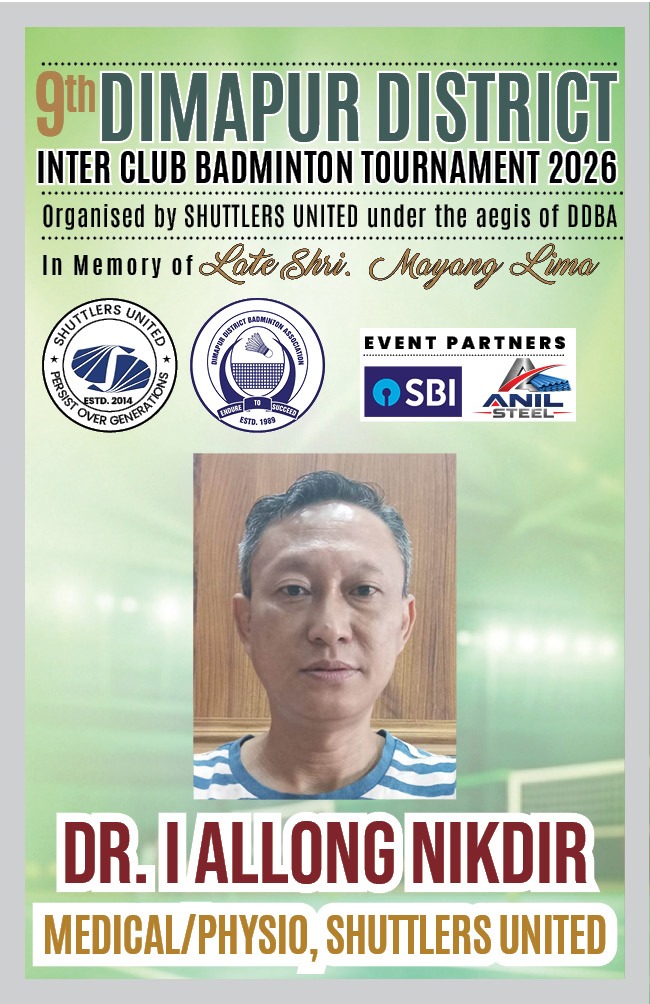 9th DIMAPUR DISTRICT
INTER CLUB BADMINTON TOURNAMENT 2026
Organised by SHUTTLERS UNITED under the aegis of DDBA
In Memory of Late Shri. Mayang Lima
SHUTTLERS UNITED
ESTD. 2014
PERSIST OVER GENERATIONS
DIMAPUR DISTRICT BADMINTON ASSOCIATION
ENDURE TO SUCCEED
ESTD. 1989
EVENT PARTNERS
SBI
ANIL
STEEL
DR. I ALLONG NIKDIR
MEDICAL/PHYSIO, SHUTTLERS UNITED